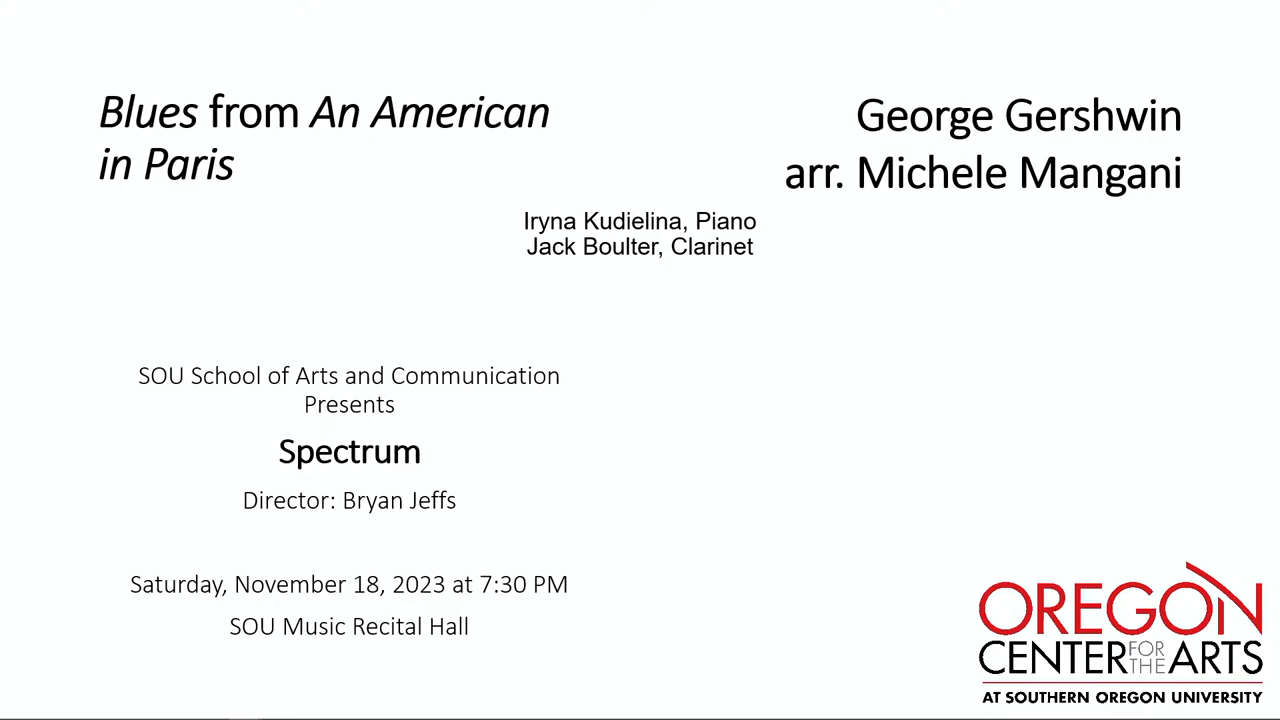 Blues from An American
in Paris
George Gershwin
arr. Michele Mangani
Iryna Kudielina, Piano
Jack Boulter, Clarinet
SOU School of Arts and Communication
Presents
Spectrum
Director: Bryan Jeffs
Saturday, November 18, 2023 at 7:30 PM
SOU Music Recital Hall
OREGON
CENTER FOR THE ARTS
AT SOUTHERN OREGON UNIVERSITY